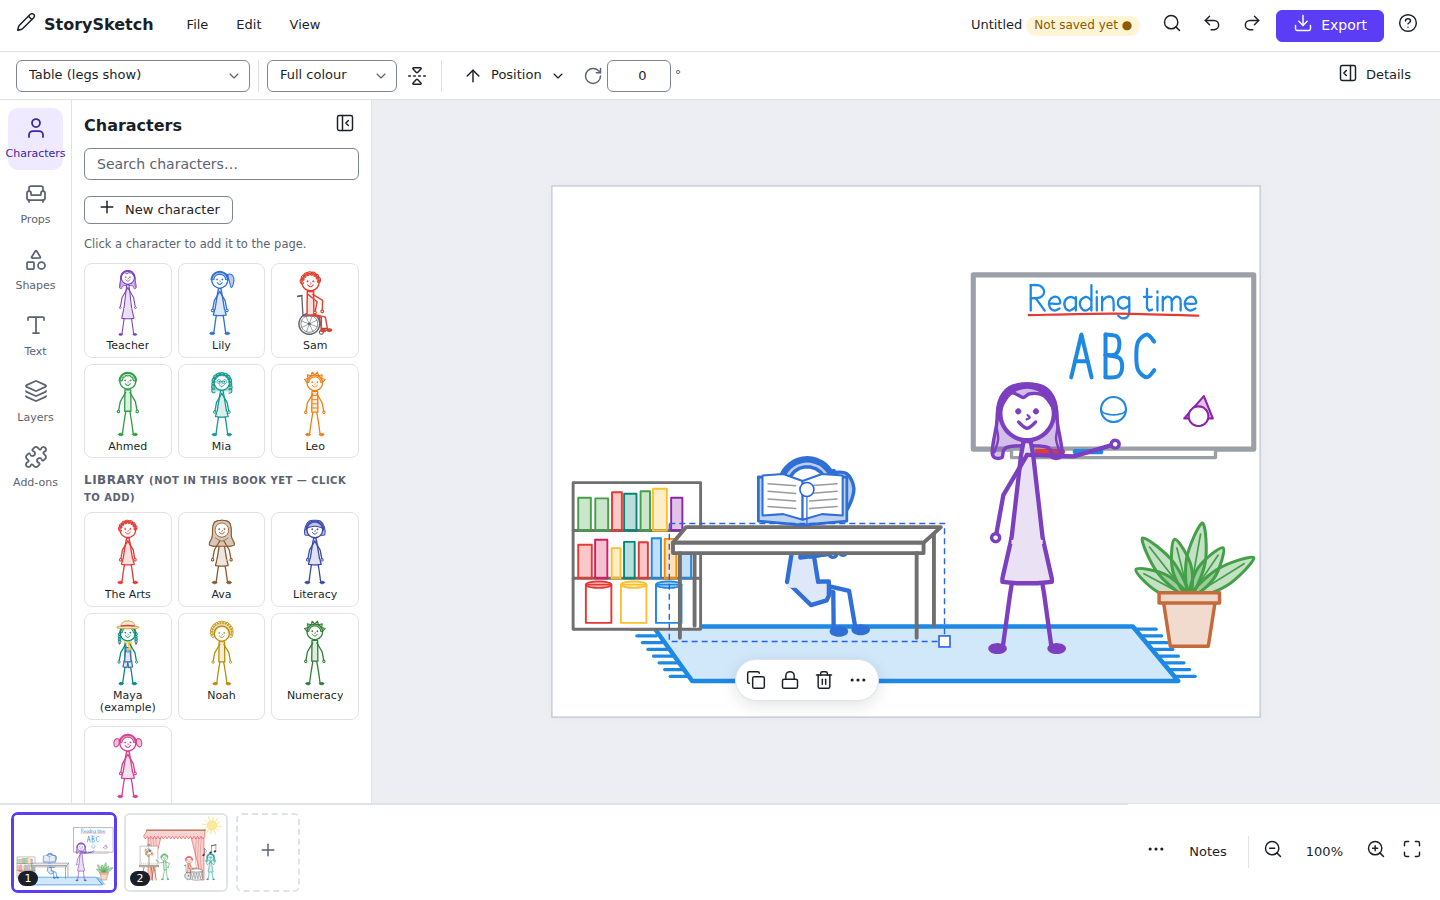 StorySketch
File
Edit
View
Untitled
Not saved yet
Export
Table (legs show)
Full colour
Position
0
°
Details
Characters
Props
Shapes
Text
Layers
Add-ons
Characters
Search characters…
New character
Click a character to add it to the page.
Teacher
Lily
Sam
Ahmed
Mia
Leo
LIBRARY (NOT IN THIS BOOK YET — CLICK
TO ADD)
The Arts
Ava
Literacy
Maya
(example)
Noah
Numeracy
Reading time
ABC
Reading time
ABC
1
2
Notes
100%